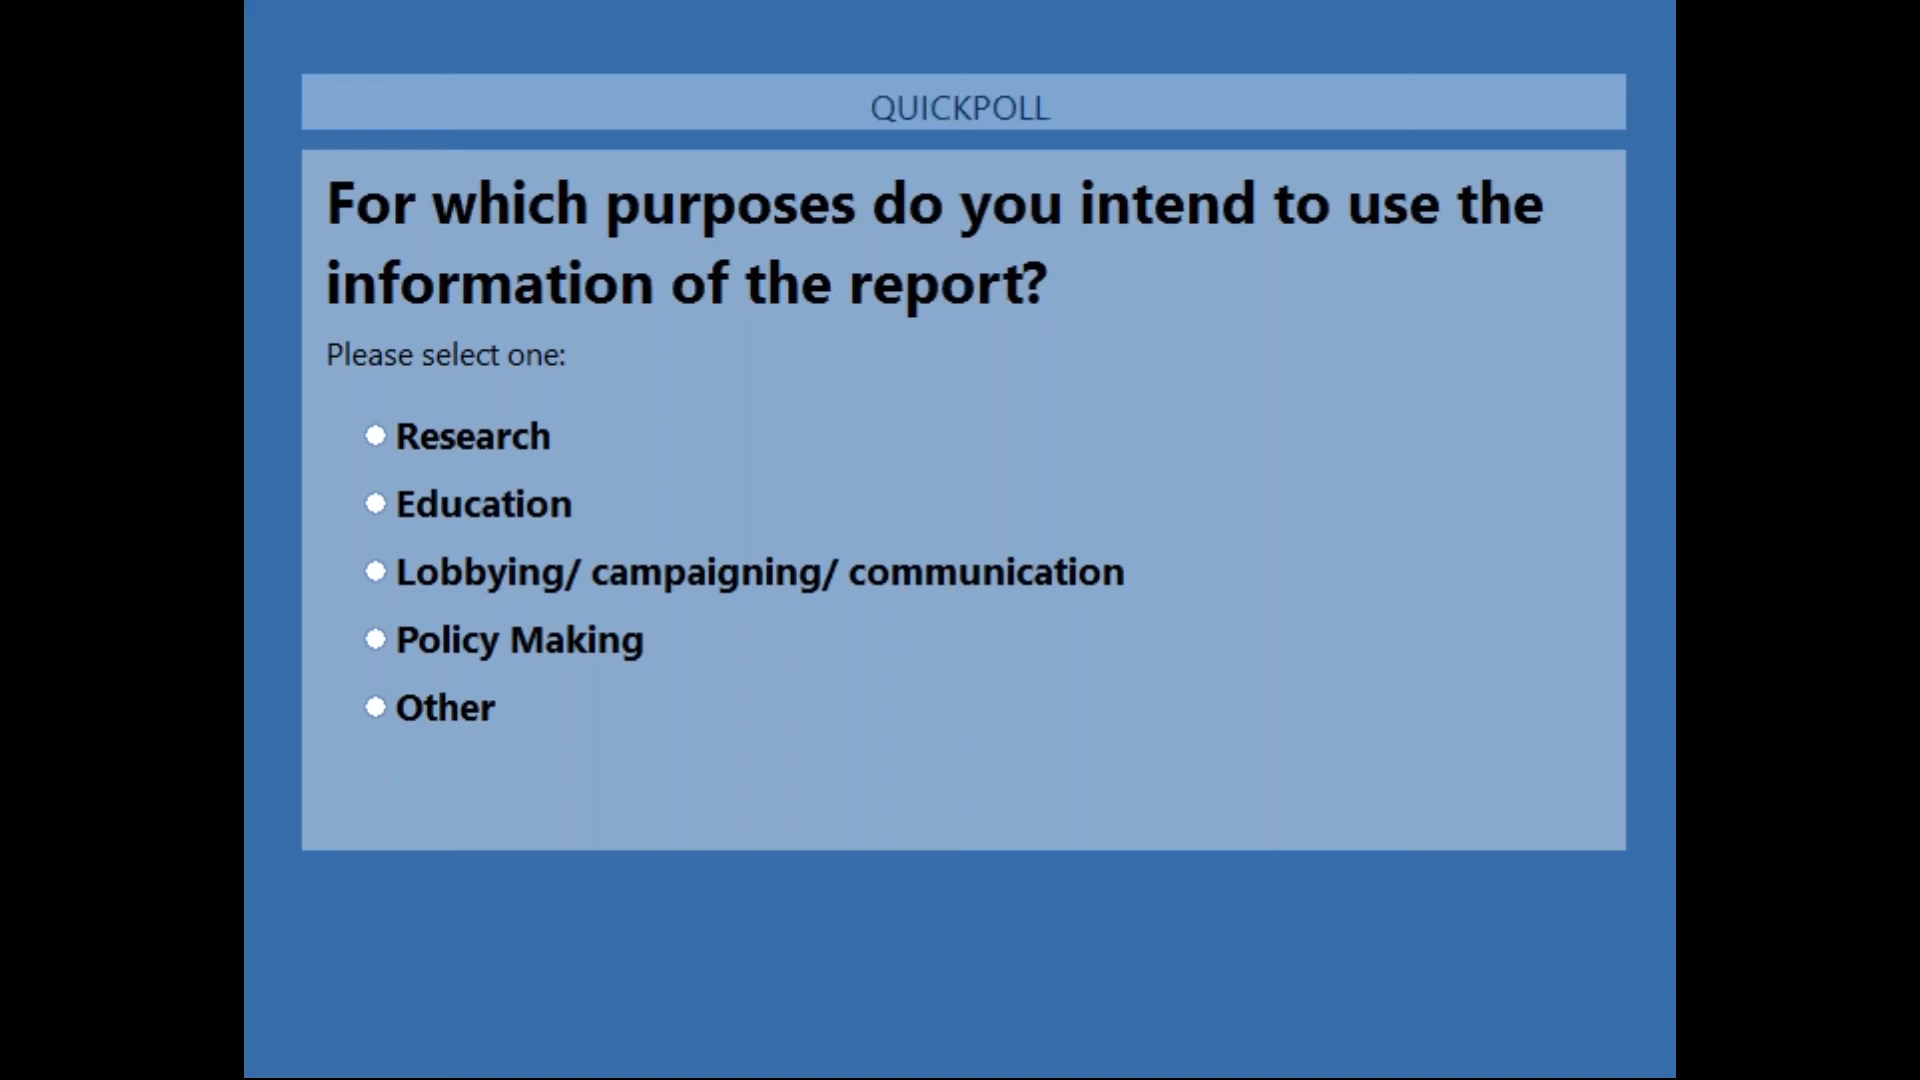 QUICKPOLL
For which purposes do you intend to use the
information of the report?
Please select one:
Research
Education
Lobbying/ campaigning/ communication
Policy Making
Other